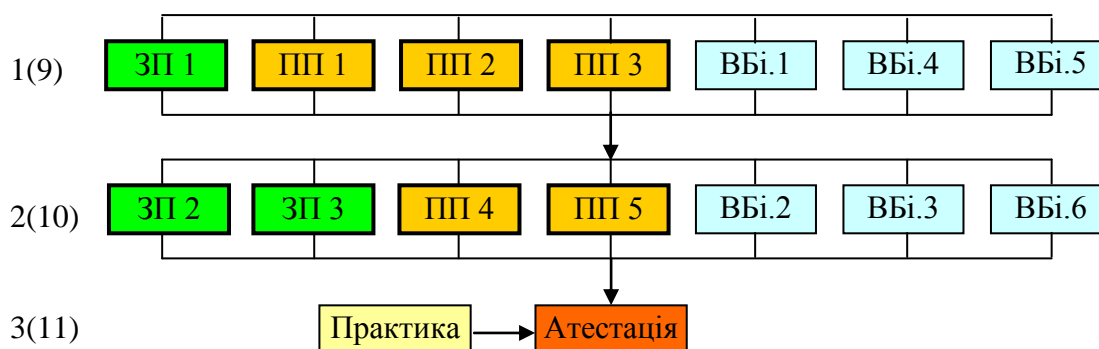 1(9) ЗП 1 ПП 1 ПП 2 ПП 3 ВБі.1 ВБі.4 ВБі.5
2(10) ЗП 2 ЗП 3 ПП 4 ПП 5 ВБі.2 ВБі.3 ВБі.6
3(11) Практика Атестація